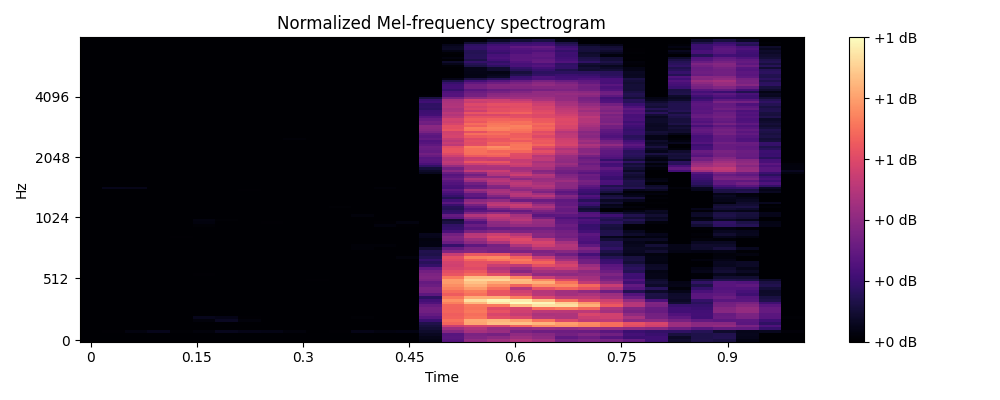 Normalized Mel-frequency spectrogram
Hz
4096
2048
1024
512
0
0 0.15 0.3 0.45 0.6 0.75 0.9
Time
+1 dB
+1 dB
+1 dB
+0 dB
+0 dB
+0 dB